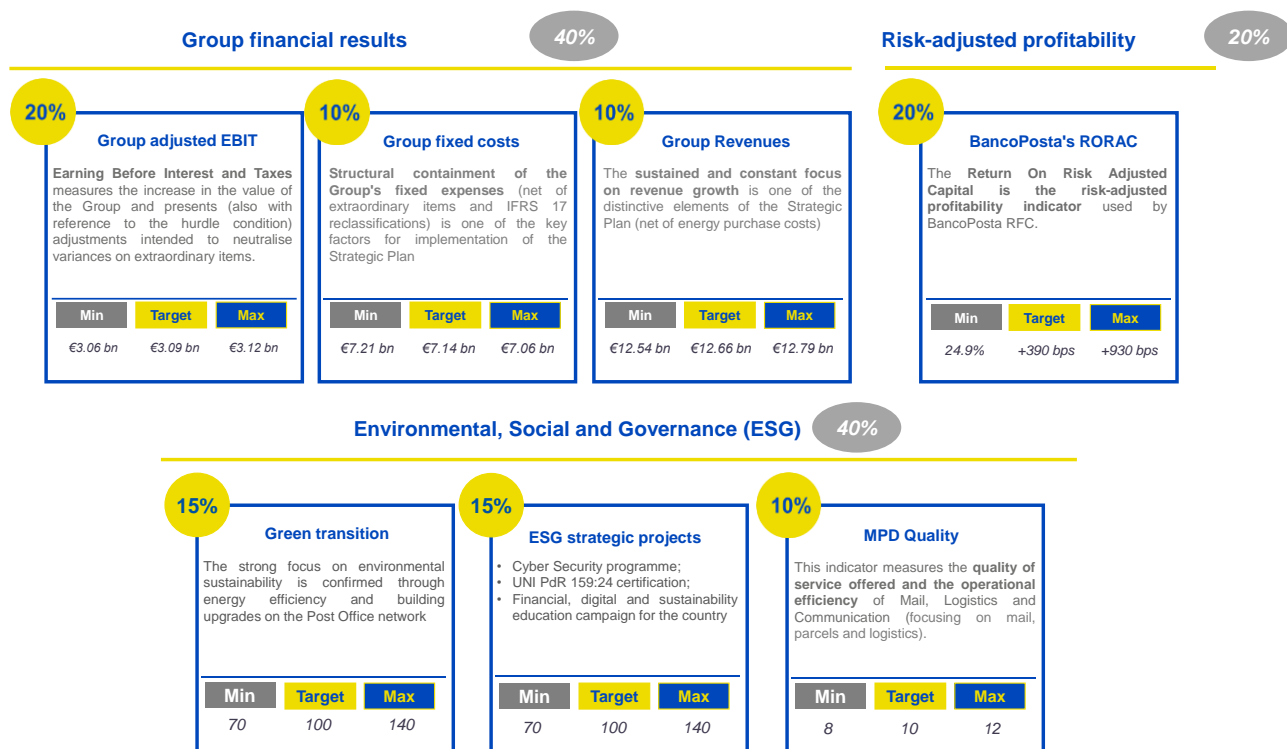 Group financial results
40%
Risk-adjusted profitability
20%
20%
Group adjusted EBIT
Earning Before Interest and Taxes
measures the increase in the value of
the Group and presents (also with
reference to the hurdle condition)
adjustments intended to neutralise
variances on extraordinary items.
Min Target Max
€3.06 bn €3.09 bn €3.12 bn
10%
Group fixed costs
Structural containment of the
Group's fixed expenses (net of
extraordinary items and IFRS 17
reclassifications) is one of the key
factors for implementation of the
Strategic Plan
Min Target Max
€7.21 bn €7.14 bn €7.06 bn
10%
Group Revenues
The sustained and constant focus
on revenue growth is one of the
distinctive elements of the Strategic
Plan (net of energy purchase costs)
Min Target Max
€12.54 bn €12.66 bn €12.79 bn
20%
BancoPosta's RORAC
The Return On Risk Adjusted
Capital is the risk-adjusted
profitability indicator used by
BancoPosta RFC.
Min Target Max
24.9% +390 bps +930 bps
Environmental, Social and Governance (ESG)
40%
15%
Green transition
The strong focus on environmental
sustainability is confirmed through
energy efficiency and building
upgrades on the Post Office network
Min Target Max
70 100 140
15%
ESG strategic projects
• Cyber Security programme;
• UNI PdR 159:24 certification;
• Financial, digital and sustainability
education campaign for the country
Min Target Max
70 100 140
10%
MPD Quality
This indicator measures the quality of
service offered and the operational
efficiency of Mail, Logistics and
Communication (focusing on mail,
parcels and logistics).
Min Target Max
8 10 12